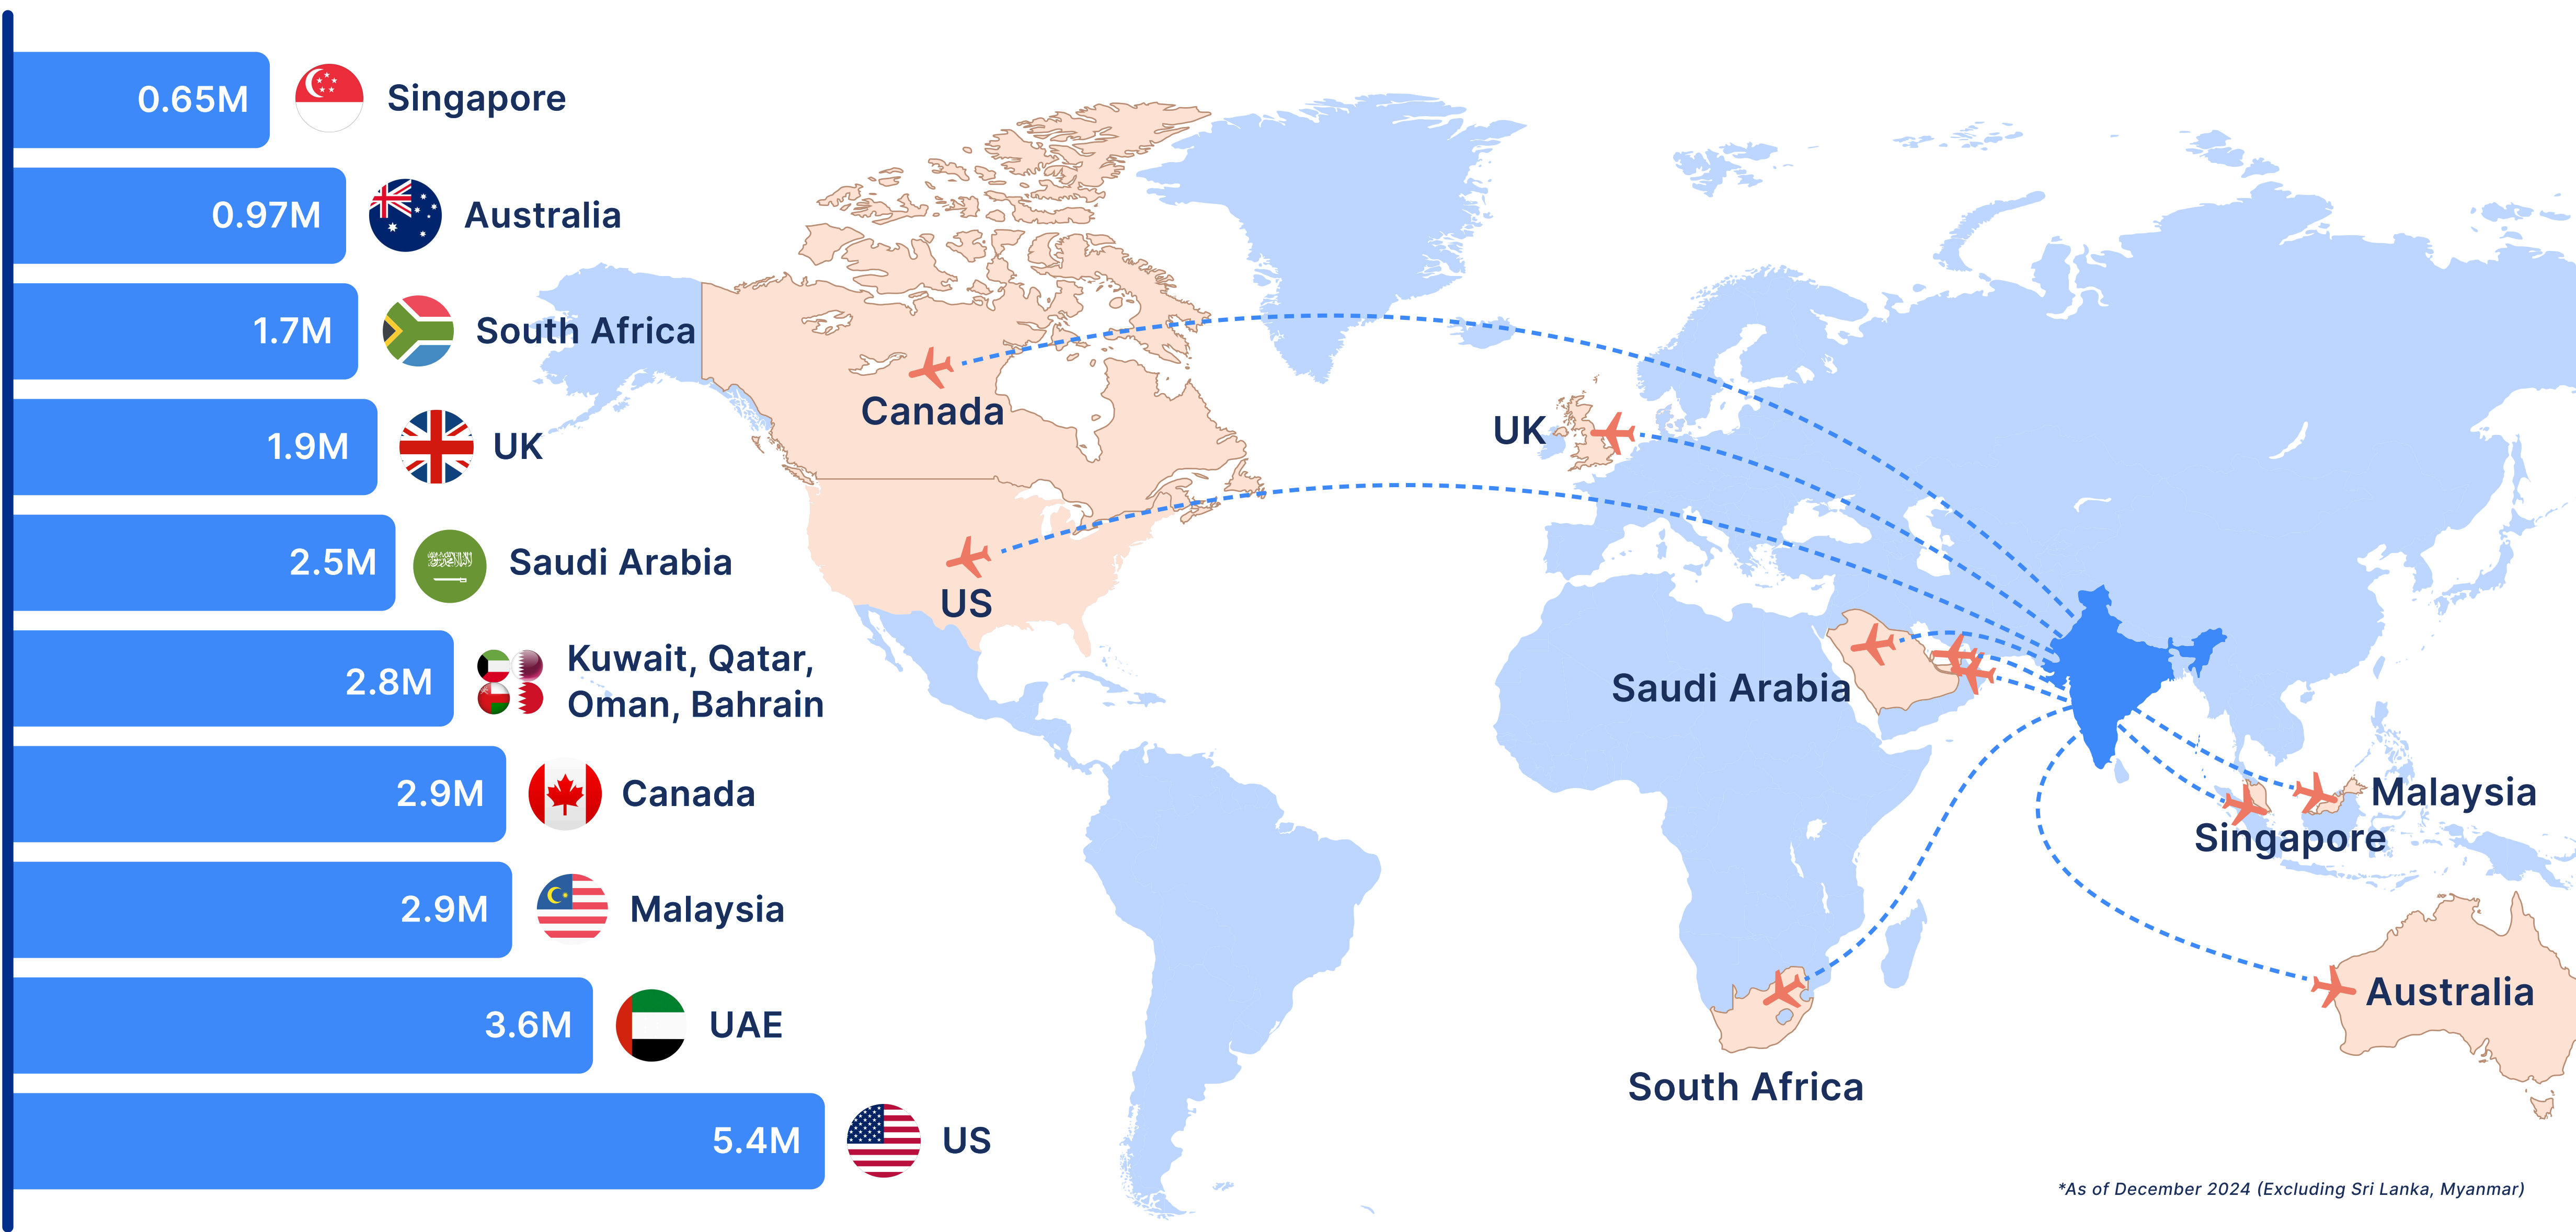 0.65M
Singapore
0.97M
Australia
1.7M
South Africa
1.9M
UK
2.5M
Saudi Arabia
2.8M
Kuwait, Qatar,
Oman, Bahrain
2.9M
Canada
2.9M
Malaysia
3.6M
UAE
5.4M
US
Canada
UK
US
Saudi Arabia
Malaysia
Singapore
Australia
South Africa
*As of December 2024 (Excluding Sri Lanka, Myanmar)